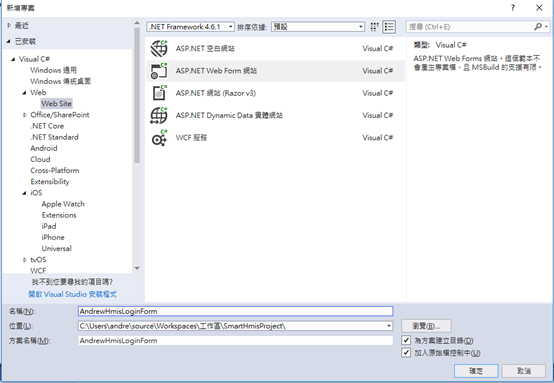 新增專案
? ×
最近
.NET Framework 4.6.1 排序依據: 預設
搜尋 (Ctrl+E)
已安裝
Visual C#
Windows 通用
Windows 傳統桌面
Web
Web Site
Office/SharePoint
.NET Core
.NET Standard
Android
Cloud
Cross-Platform
Extensibility
iOS
Apple Watch
Extensions
iPad
iPhone
Universal
tvOS
WCF
找不到您要尋找的項目嗎?
開啟 Visual Studio 安裝程式
ASP.NET 空白網站 Visual C#
ASP.NET Web Form 網站 Visual C#
ASP.NET 網站 (Razor v3) Visual C#
ASP.NET Dynamic Data 實體網站 Visual C#
WCF 服務 Visual C#
類型: Visual C#
ASP.NET Web Forms 網站。這個範本不
會產生專案檔,且 MSBuild 的支援有限。
名稱(N): AndrewHmisLoginForm
位置(L): C:\Users\andre\source\Workspaces\工作區\SmartHmisProject\ 瀏覽(B)...
方案名稱(M): AndrewHmisLoginForm
為方案建立目錄(D)
加入原始檔控制中(U)
確定 取消